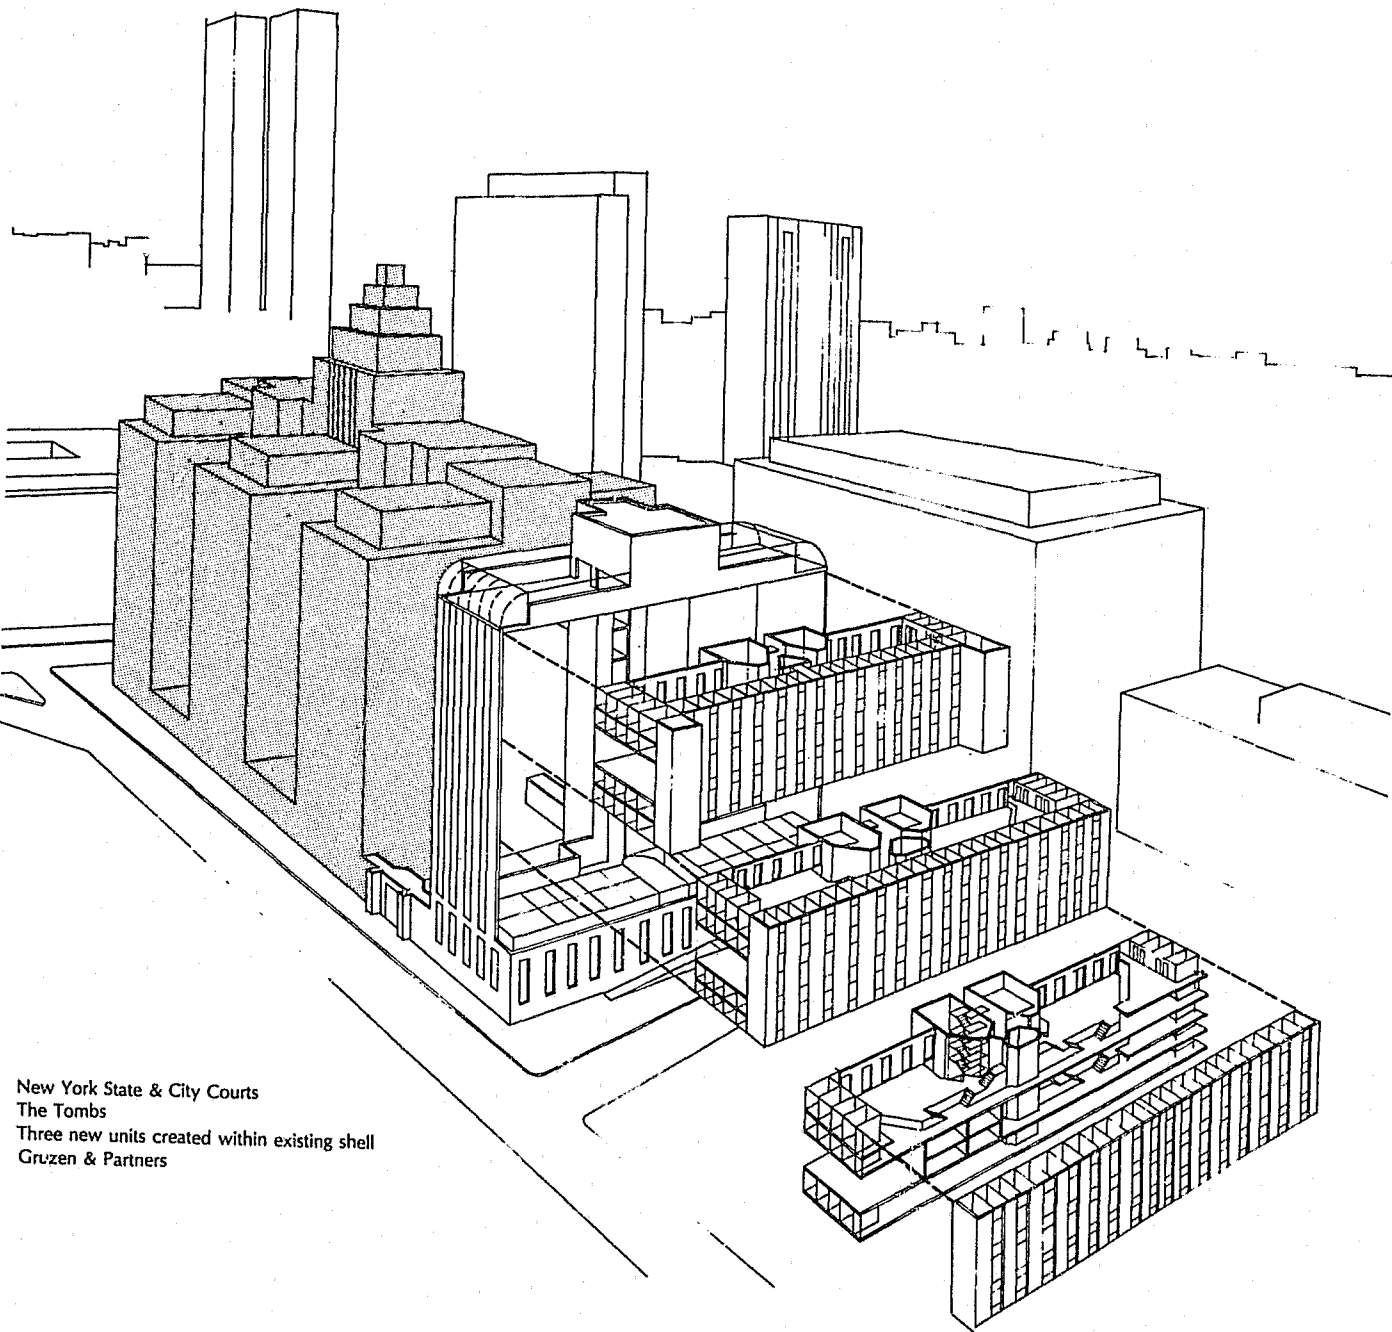 New York State & City Courts
The Tombs
Three new units created within existing shell
Gruzen & Partners